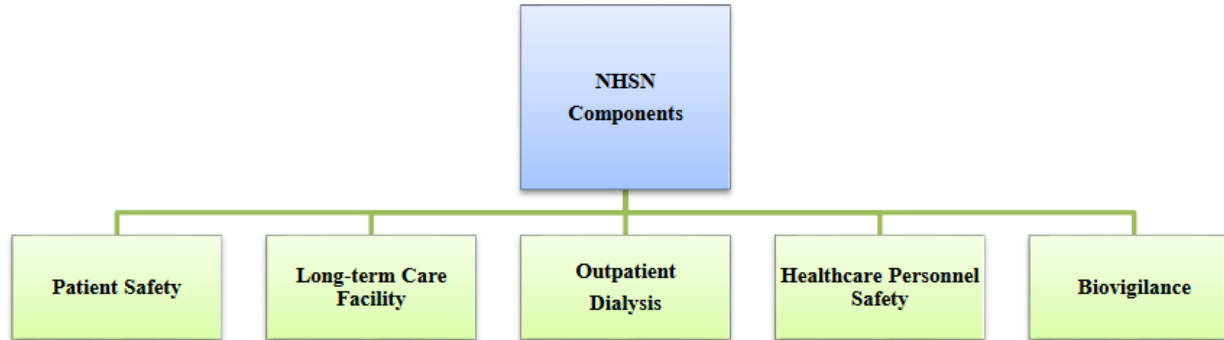 NHSN
Components
Patient Safety
Long-term Care
Facility
Outpatient
Dialysis
Healthcare Personnel
Safety
Biovigilance